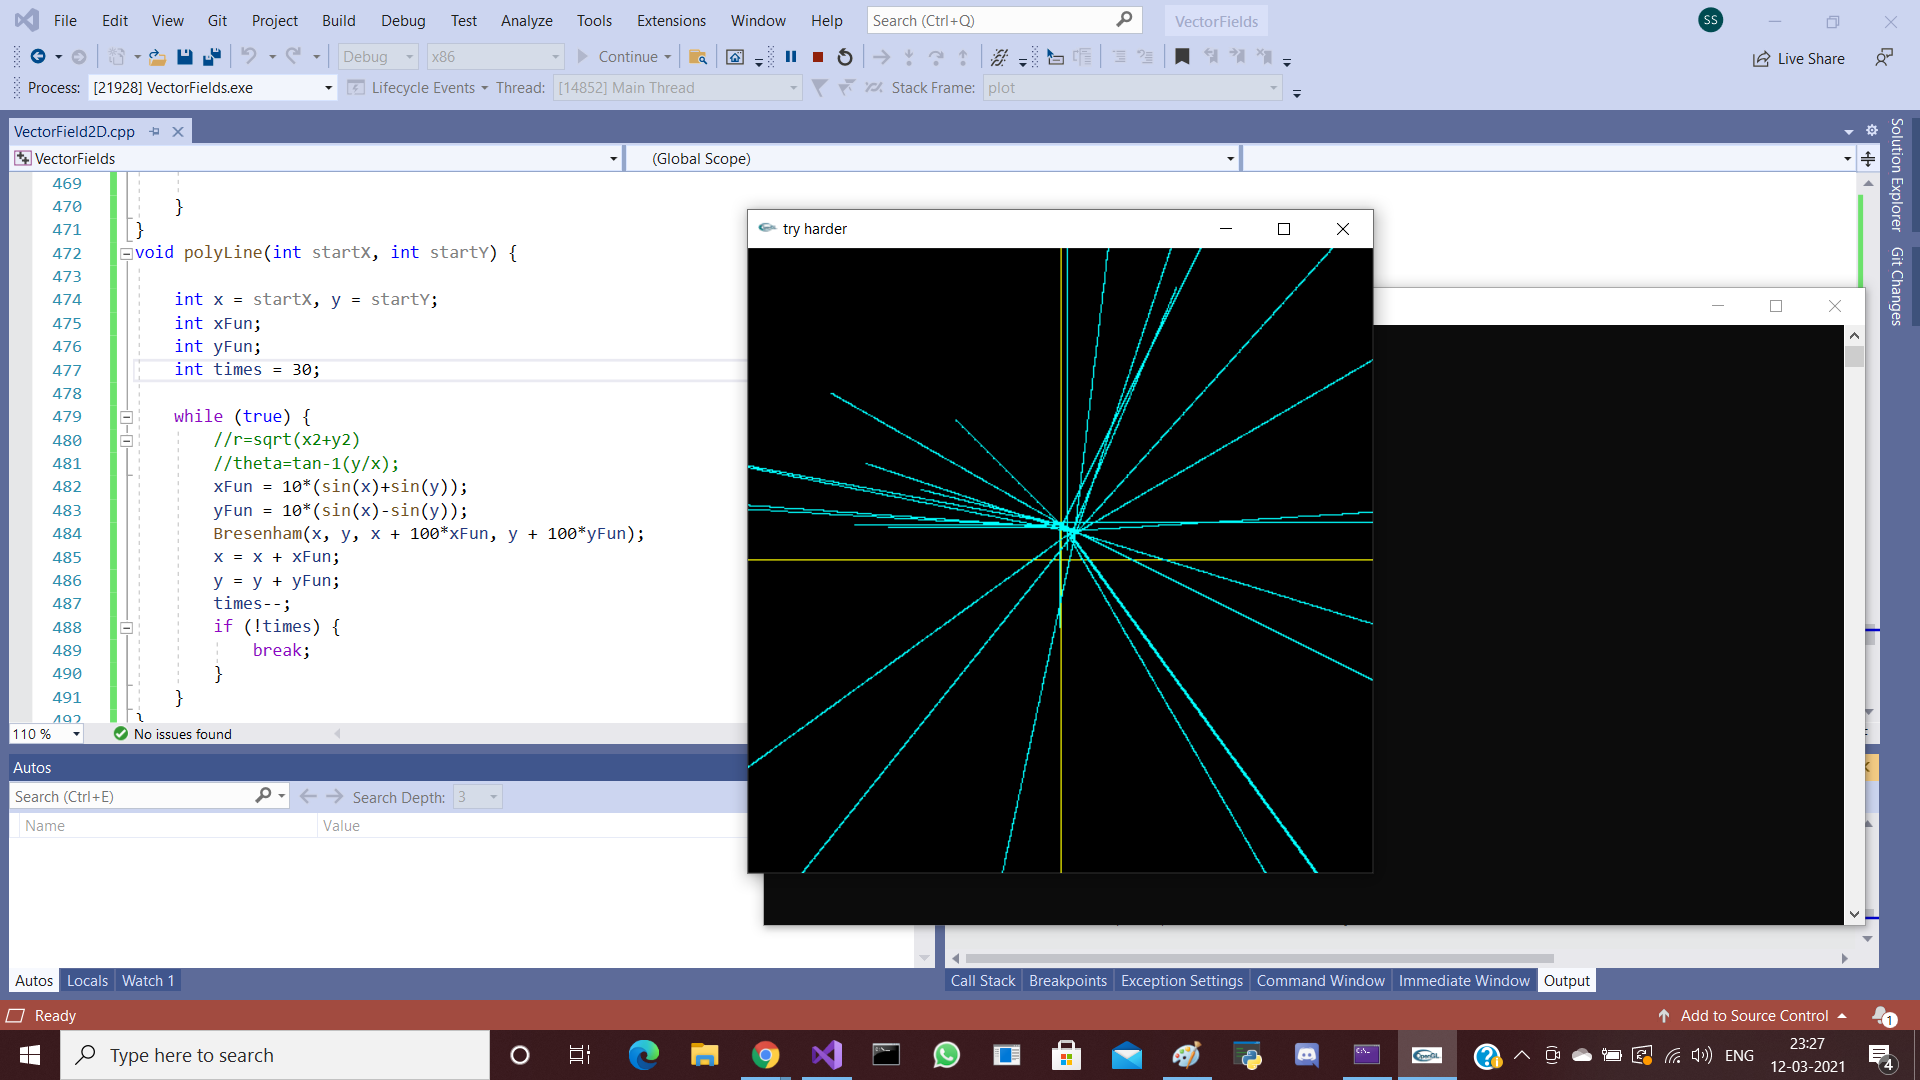 File Edit View Git Project Build Debug Test Analyze Tools Extensions Window Help Search (Ctrl+Q) VectorFields SS
Debug x86 Continue Live Share
Process: [21928] VectorFields.exe Lifecycle Events Thread: [14852] Main Thread Stack Frame: plot
VectorField2D.cpp
VectorFields (Global Scope)
Solution Explorer
Git Changes
469
470 }
471 }
472 void polyLine(int startX, int startY) {
473
474 int x = startX, y = startY;
475 int xFun;
476 int yFun;
477 int times = 30;
478
479 while (true) {
480 //r=sqrt(x2+y2)
481 //theta=tan-1(y/x);
482 xFun = 10*(sin(x)+sin(y));
483 yFun = 10*(sin(x)-sin(y));
484 Bresenham(x, y, x + 100*xFun, y + 100*yFun);
485 x = x + xFun;
486 y = y + yFun;
487 times--;
488 if (!times) {
489 break;
490 }
491 }
492 }
try harder
110 % No issues found
Autos
Search (Ctrl+E) Search Depth: 3
Name Value
Autos Locals Watch 1
Call Stack Breakpoints Exception Settings Command Window Immediate Window Output
Ready Add to Source Control 1
Type here to search
OpenGL
ENG
23:27
12-03-2021
4